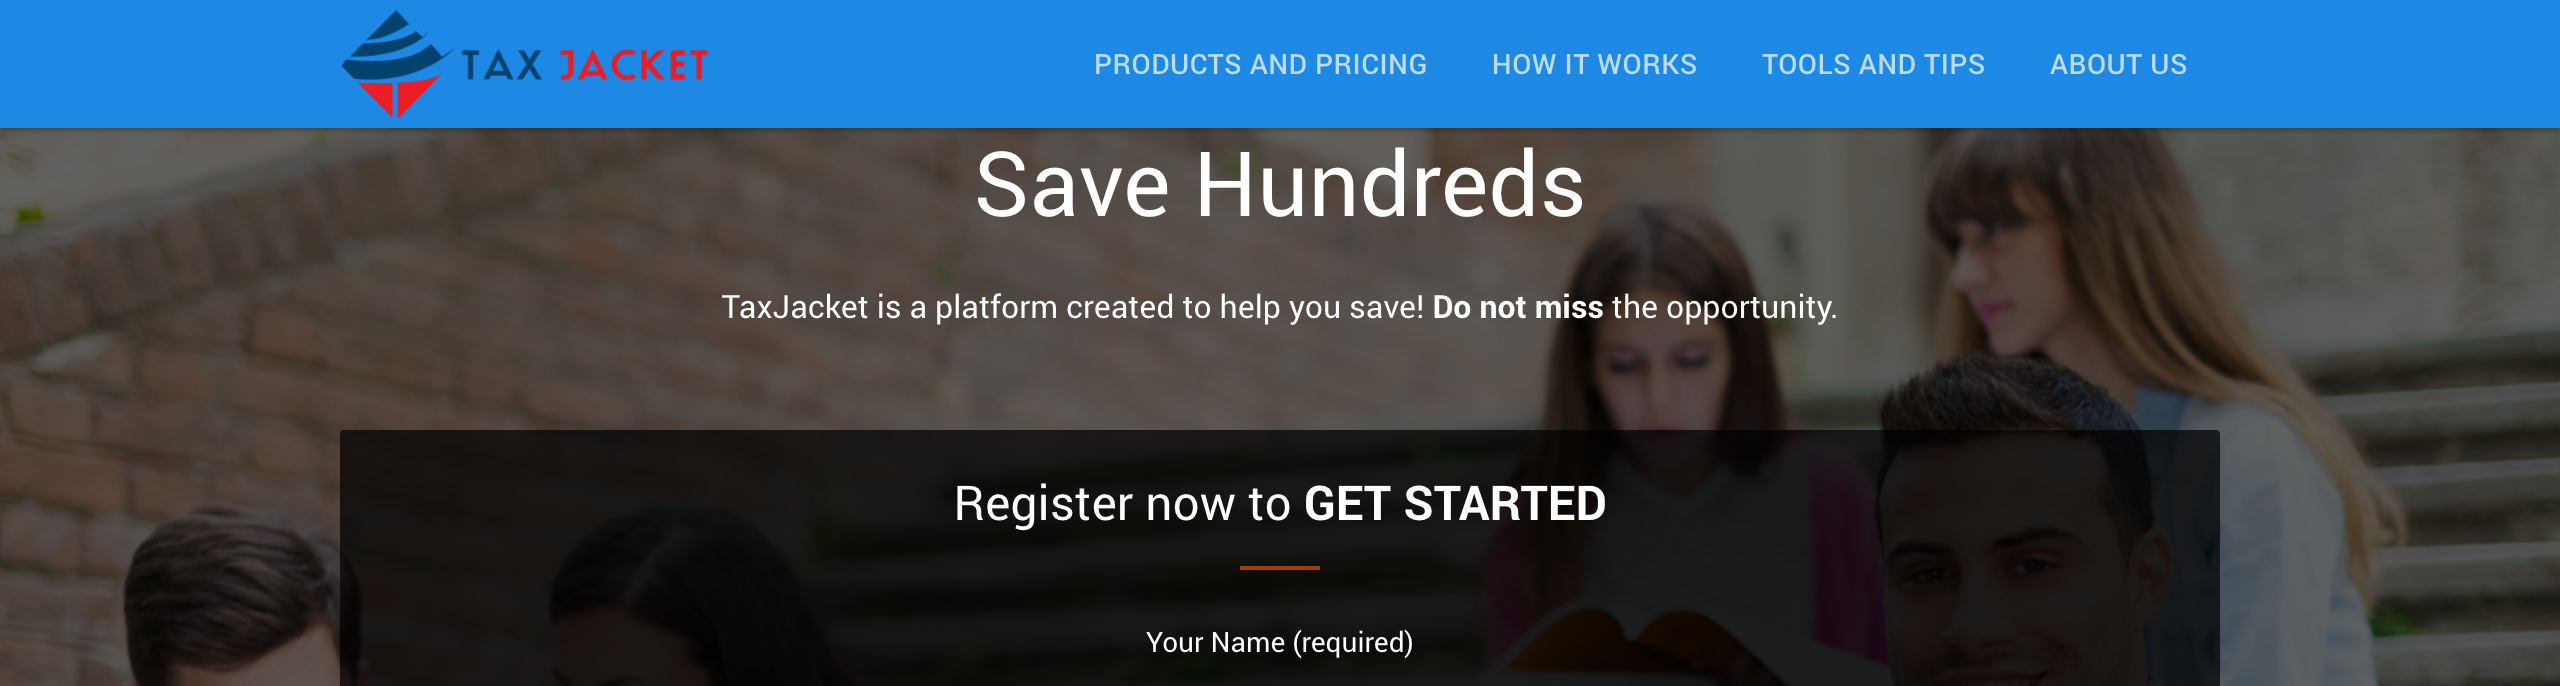 TAX JACKET
PRODUCTS AND PRICING
HOW IT WORKS
TOOLS AND TIPS
ABOUT US
Save Hundreds
TaxJacket is a platform created to help you save! Do not miss the opportunity.
Register now to GET STARTED
Your Name (required)